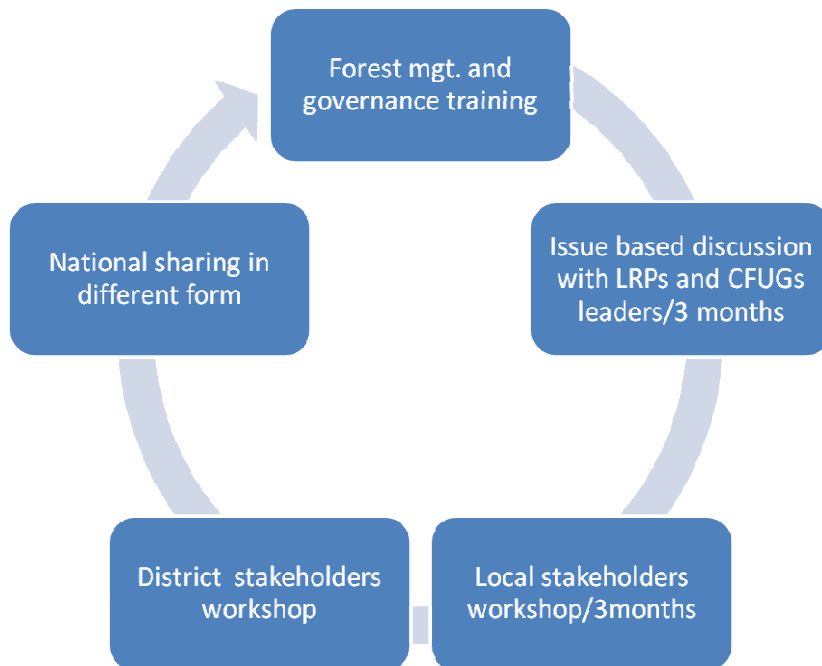 Forest mgt. and
governance training
Issue based discussion
with LRPs and CFUGs
leaders/3 months
Local stakeholders
workshop/3months
District stakeholders
workshop
National sharing in
different form